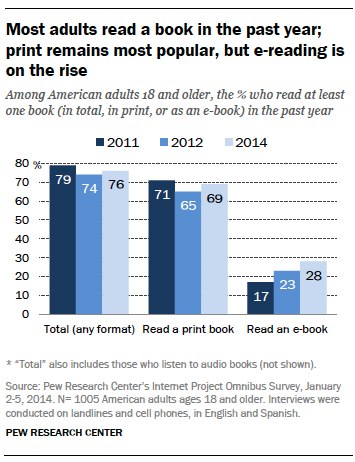 Most adults read a book in the past year;
print remains most popular, but e-reading is
on the rise
Among American adults 18 and older, the % who read at least
one book (in total, in print, or as an e-book) in the past year
2011 2012 2014
80 %
70
60
50
40
30
20
10
0
79 74 76
71 65 69
17 23 28
Total (any format) Read a print book Read an e-book
* "Total" also includes those who listen to audio books (not shown).
Source: Pew Research Center's Internet Project Omnibus Survey, January
2-5, 2014. N= 1005 American adults ages 18 and older. Interviews were
conducted on landlines and cell phones, in English and Spanish.
PEW RESEARCH CENTER